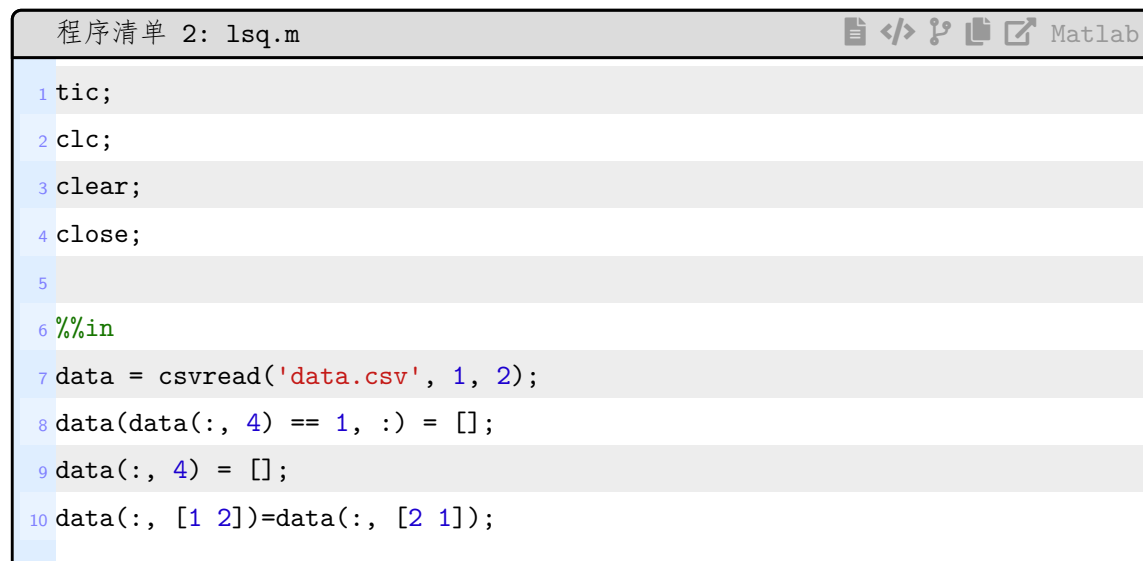 程序清单 2: lsq.m </> Matlab
1 tic;
2 clc;
3 clear;
4 close;
5
6 %%in
7 data = csvread('data.csv', 1, 2);
8 data(data(:, 4) == 1, :) = [];
9 data(:, 4) = [];
10 data(:, [1 2])=data(:, [2 1]);